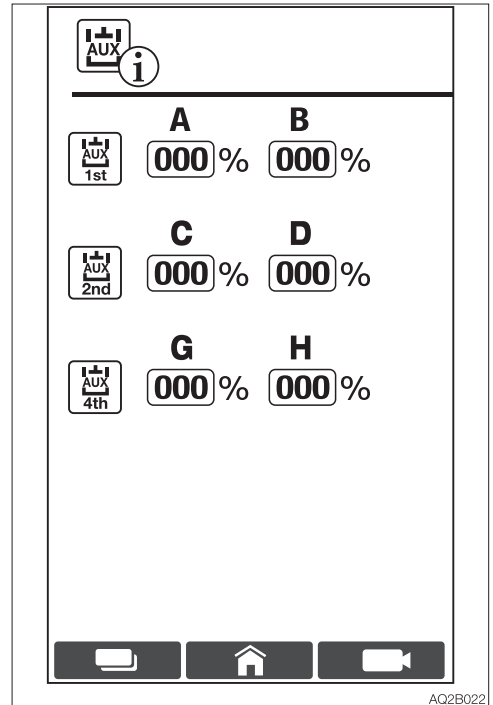 AUX
i
A B
AUX 1st 000 % 000 %
C D
AUX 2nd 000 % 000 %
G H
AUX 4th 000 % 000 %
AQ2B022